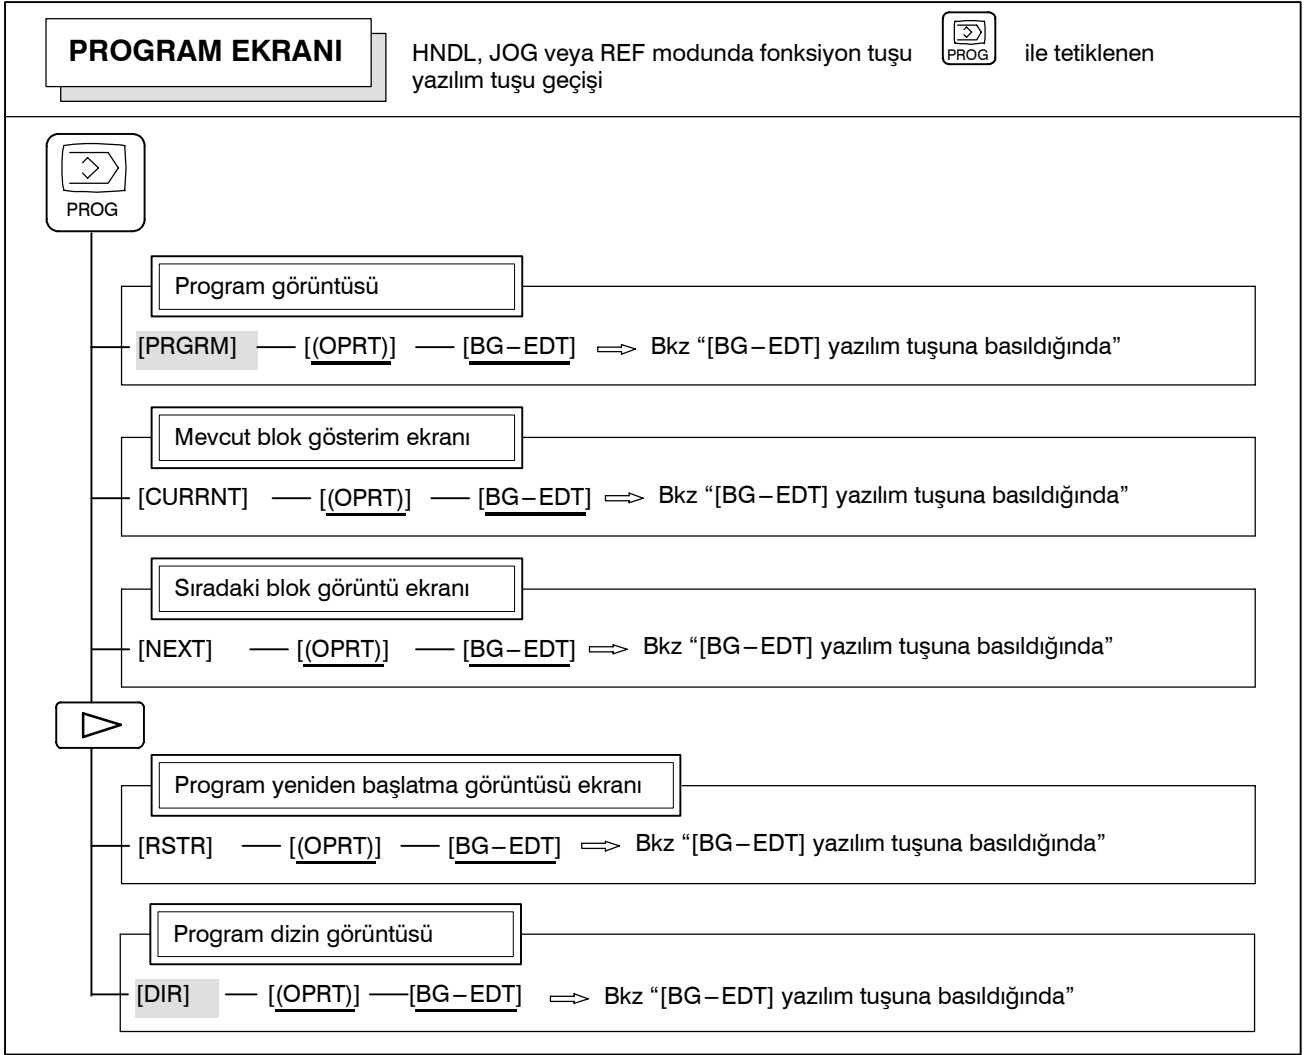 PROGRAM EKRANI
HNDL, JOG veya REF modunda fonksiyon tuşu PROG ile tetiklenen
yazılım tuşu geçişi
PROG
Program görüntüsü
[PRGRM] [(OPRT)] [BG–EDT] Bkz “[BG–EDT] yazılım tuşuna basıldığında”
Mevcut blok gösterim ekranı
[CURRNT] [(OPRT)] [BG–EDT] Bkz “[BG–EDT] yazılım tuşuna basıldığında”
Sıradaki blok görüntü ekranı
[NEXT] [(OPRT)] [BG–EDT] Bkz “[BG–EDT] yazılım tuşuna basıldığında”
Program yeniden başlatma görüntüsü ekranı
[RSTR] [(OPRT)] [BG–EDT] Bkz “[BG–EDT] yazılım tuşuna basıldığında”
Program dizin görüntüsü
[DIR] [(OPRT)] [BG–EDT] Bkz “[BG–EDT] yazılım tuşuna basıldığında”